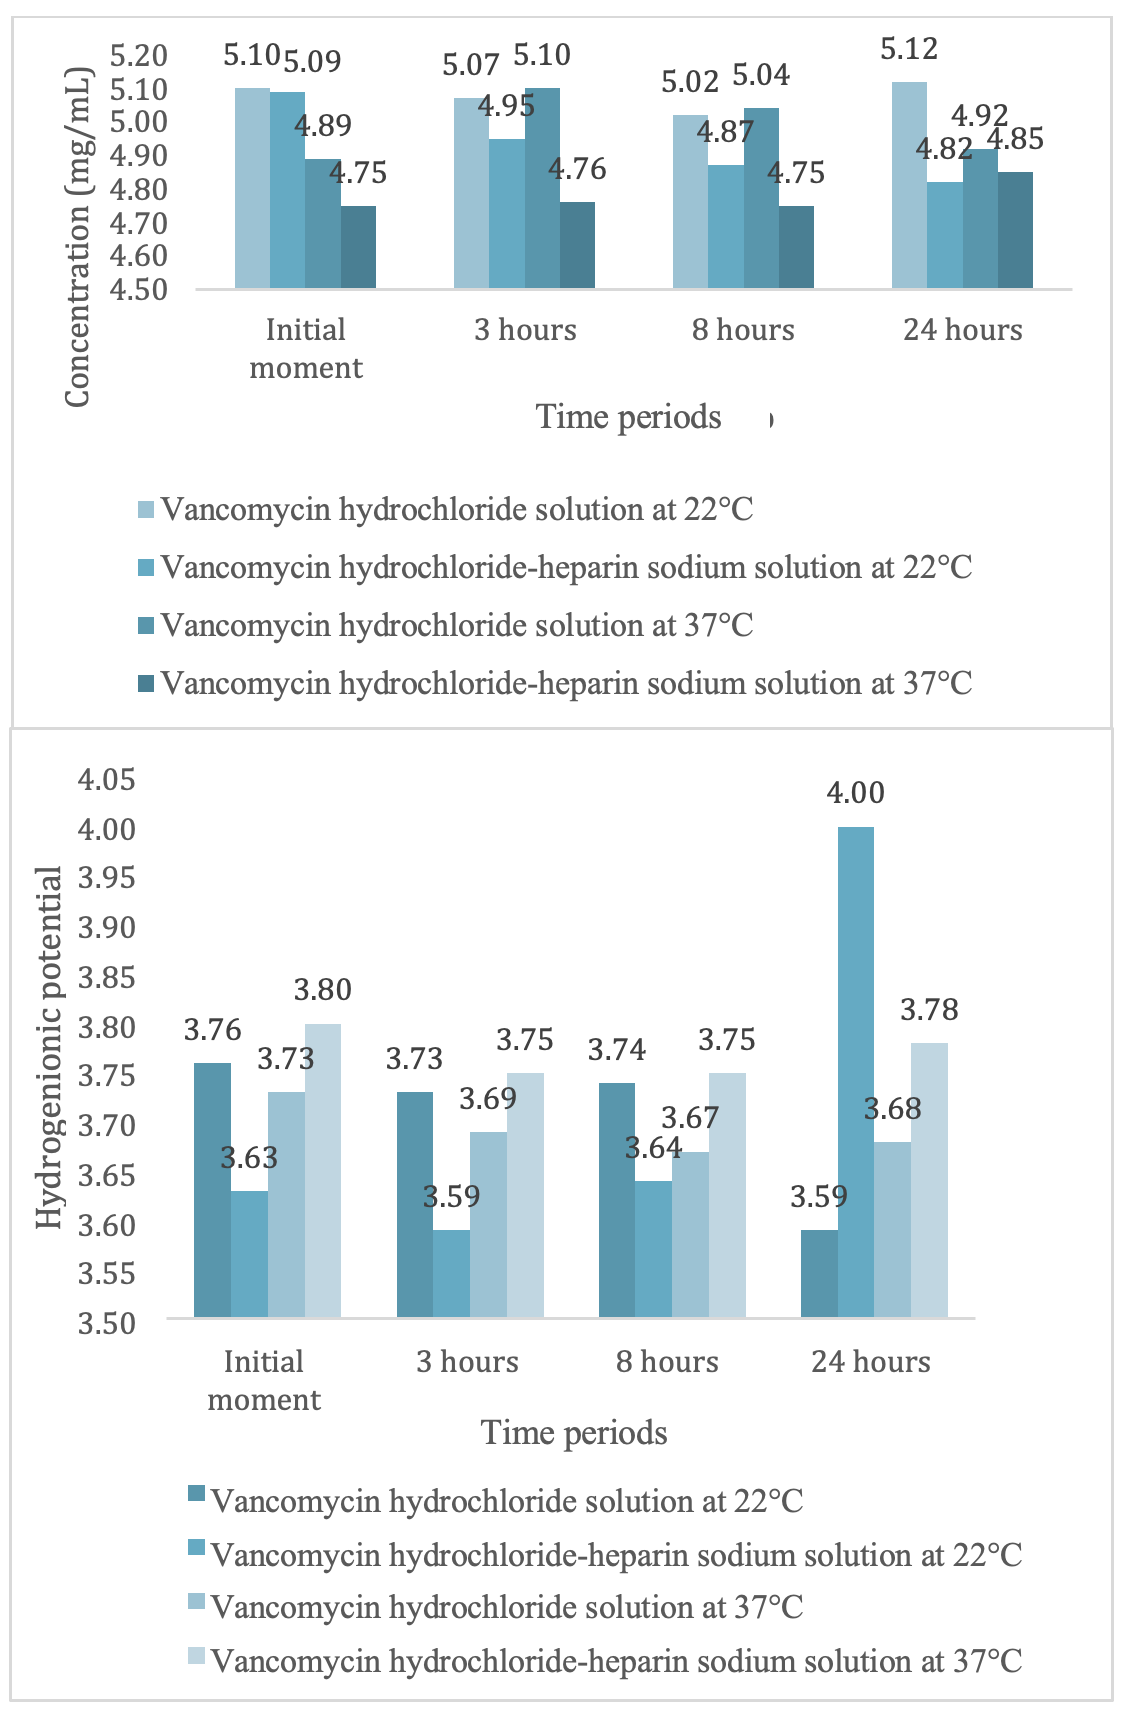 5.20
5.10
5.00
4.90
4.80
4.70
4.60
4.50
Concentration (mg/mL)
5.10 5.09 4.89 4.75
5.07 4.95 5.10 4.76
5.02 4.87 5.04 4.75
5.12 4.82 4.92 4.85
Initial moment
3 hours
8 hours
24 hours
Time periods
Vancomycin hydrochloride solution at 22°C
Vancomycin hydrochloride-heparin sodium solution at 22°C
Vancomycin hydrochloride solution at 37°C
Vancomycin hydrochloride-heparin sodium solution at 37°C
4.05
4.00
3.95
3.90
3.85
3.80
3.75
3.70
3.65
3.60
3.55
3.50
Hydrogenionic potential
3.76 3.63 3.73 3.80
3.73 3.59 3.69 3.75
3.74 3.64 3.67 3.75
3.59 4.00 3.68 3.78
Initial moment
3 hours
8 hours
24 hours
Time periods
Vancomycin hydrochloride solution at 22°C
Vancomycin hydrochloride-heparin sodium solution at 22°C
Vancomycin hydrochloride solution at 37°C
Vancomycin hydrochloride-heparin sodium solution at 37°C